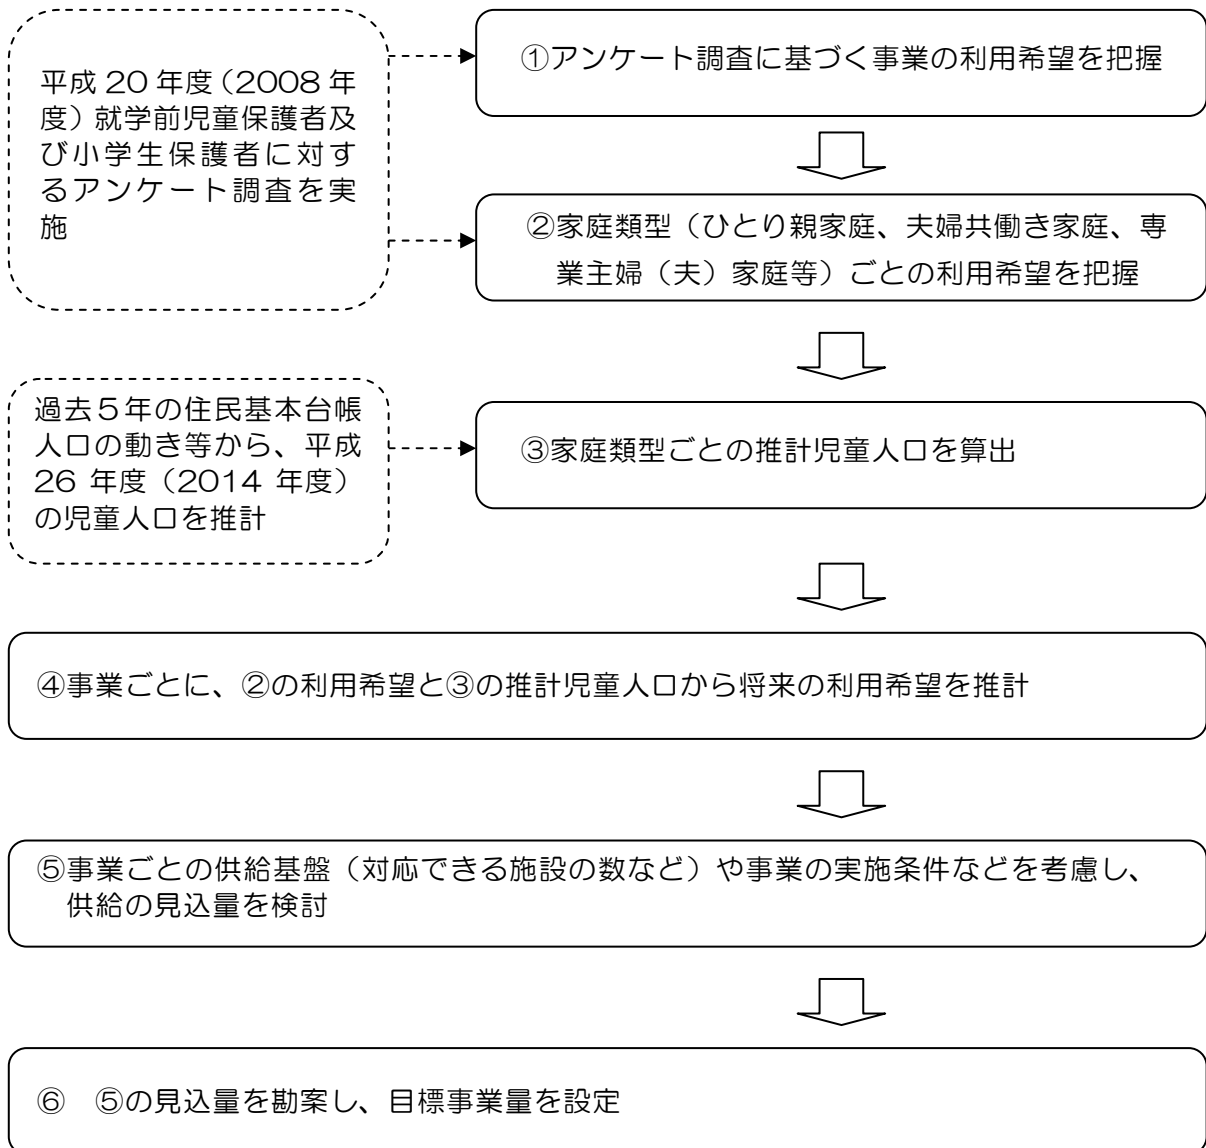 平成 20 年度（2008 年
度）就学前児童保護者及
び小学生保護者に対す
るアンケート調査を実
施
①アンケート調査に基づく事業の利用希望を把握
②家庭類型（ひとり親家庭、夫婦共働き家庭、専
業主婦（夫）家庭等）ごとの利用希望を把握
過去５年の住民基本台帳
人口の動き等から、平成
26 年度（2014 年度）
の児童人口を推計
③家庭類型ごとの推計児童人口を算出
④事業ごとに、②の利用希望と③の推計児童人口から将来の利用希望を推計
⑤事業ごとの供給基盤（対応できる施設の数など）や事業の実施条件などを考慮し、
供給の見込量を検討
⑥　⑤の見込量を勘案し、目標事業量を設定